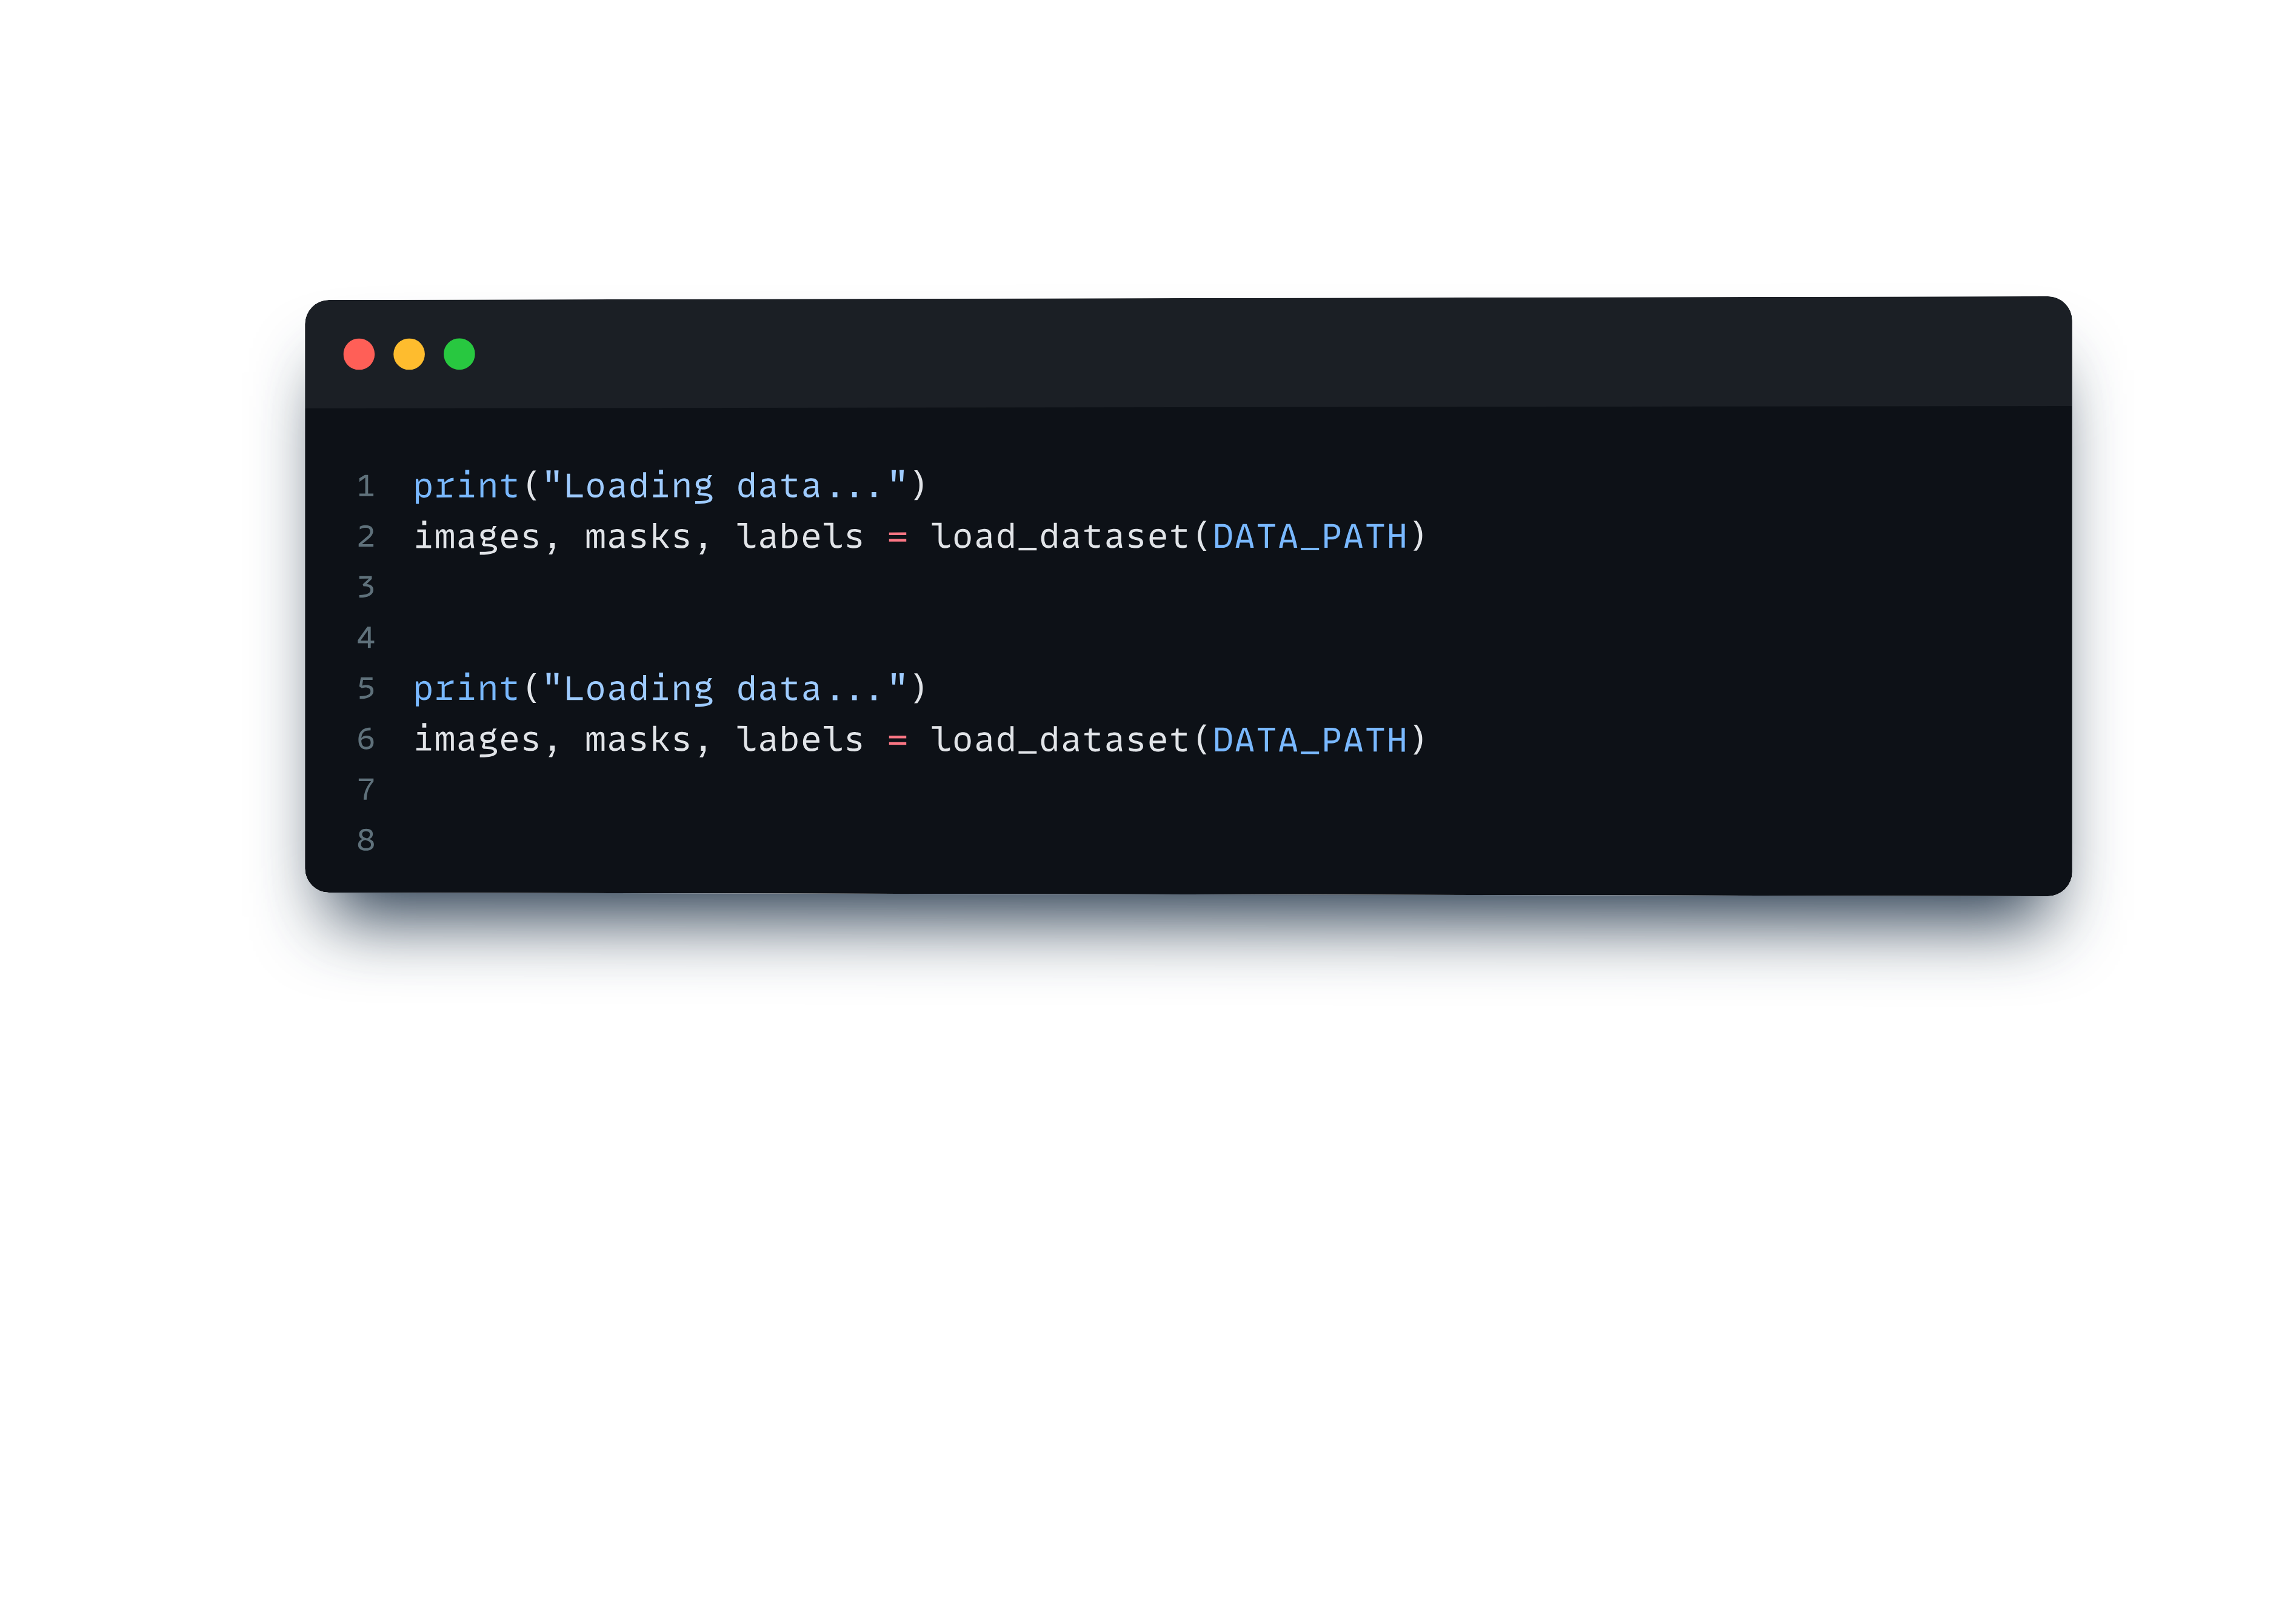 1 print("Loading data...")
2 images, masks, labels = load_dataset(DATA_PATH)
3
4
5 print("Loading data...")
6 images, masks, labels = load_dataset(DATA_PATH)
7
8